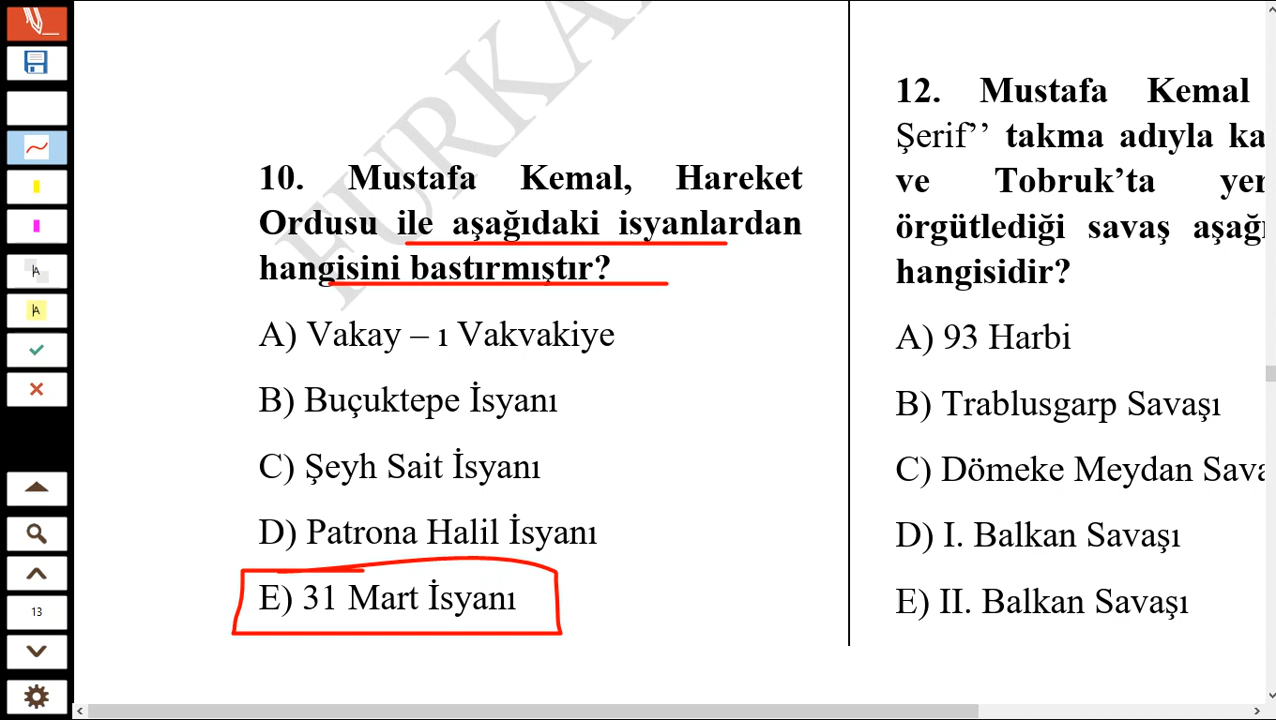 FURKA
10. Mustafa Kemal, Hareket
Ordusu ile aşağıdaki isyanlardan
hangisini bastırmıştır?
A) Vakay – ı Vakvakiye
B) Buçuktepe İsyanı
C) Şeyh Sait İsyanı
D) Patrona Halil İsyanı
E) 31 Mart İsyanı
12. Mustafa Kemal
Şerif’’ takma adıyla ka
ve Tobruk’ta yer
örgütlediği savaş aşağı
hangisidir?
A) 93 Harbi
B) Trablusgarp Savaşı
C) Dömeke Meydan Sava
D) I. Balkan Savaşı
E) II. Balkan Savaşı
A
A
13